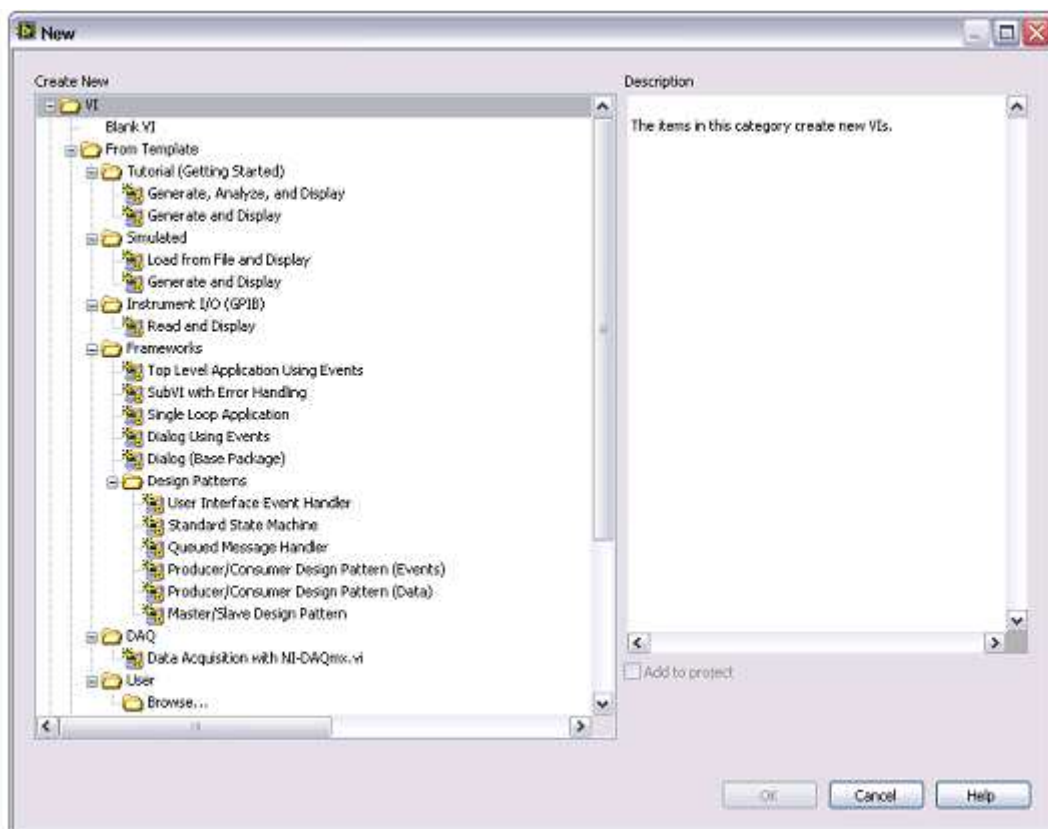 New
Create New
VI
Blank VI
From Template
Tutorial (Getting Started)
Generate, Analyze, and Display
Generate and Display
Simulated
Load from File and Display
Generate and Display
Instrument I/O (GPIB)
Read and Display
Frameworks
Top Level Application Using Events
SubVI with Error Handling
Single Loop Application
Dialog Using Events
Dialog (Base Package)
Design Patterns
User Interface Event Handler
Standard State Machine
Queued Message Handler
Producer/Consumer Design Pattern (Events)
Producer/Consumer Design Pattern (Data)
Master/Slave Design Pattern
DAQ
Data Acquisition with NI-DAQmx.vi
User
Browse...
Description
The items in this category create new VIs.
Add to project
OK
Cancel
Help